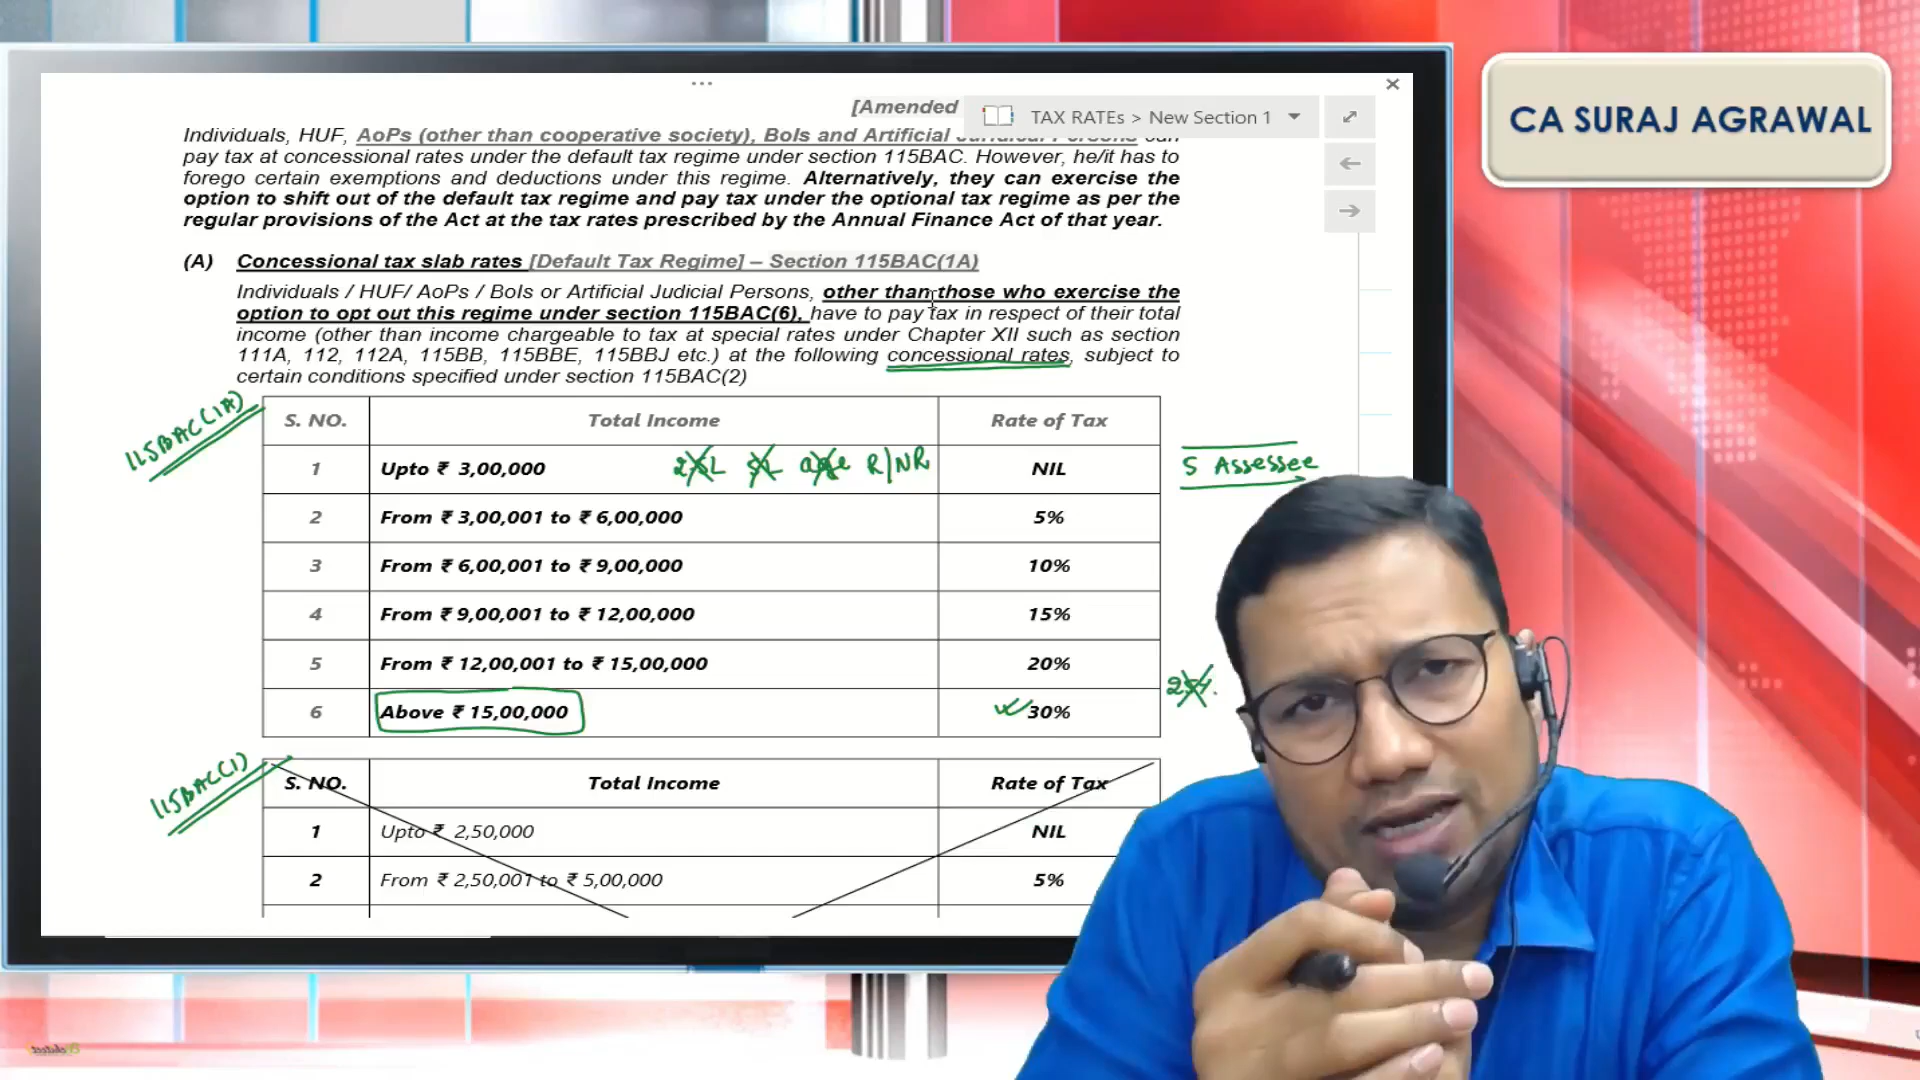 CA SURAJ AGRAWAL
[Amended
TAX RATEs > New Section 1
Individuals, HUF, AoPs (other than cooperative society), BoIs and Artificial
pay tax at concessional rates under the default tax regime under section 115BAC. However, he/it has to
forego certain exemptions and deductions under this regime. Alternatively, they can exercise the
option to shift out of the default tax regime and pay tax under the optional tax regime as per the
regular provisions of the Act at the tax rates prescribed by the Annual Finance Act of that year.
(A) Concessional tax slab rates [Default Tax Regime] – Section 115BAC(1A)
Individuals / HUF/ AoPs / BoIs or Artificial Judicial Persons, other than those who exercise the
option to opt out this regime under section 115BAC(6), have to pay tax in respect of their total
income (other than income chargeable to tax at special rates under Chapter XII such as section
111A, 112, 112A, 115BB, 115BBE, 115BBJ etc.) at the following concessional rates, subject to
certain conditions specified under section 115BAC(2)
115BAC(1A)
S. NO. Total Income Rate of Tax
1 Upto ₹ 3,00,000 2.5L 5L age R/NR NIL 5 Assessee
2 From ₹ 3,00,001 to ₹ 6,00,000 5%
3 From ₹ 6,00,001 to ₹ 9,00,000 10%
4 From ₹ 9,00,001 to ₹ 12,00,000 15%
5 From ₹ 12,00,001 to ₹ 15,00,000 20%
25%.
6 Above ₹ 15,00,000 30%
115BAC(1)
S. NO. Total Income Rate of Tax
1 Upto ₹ 2,50,000 NIL
2 From ₹ 2,50,001 to ₹ 5,00,000 5%